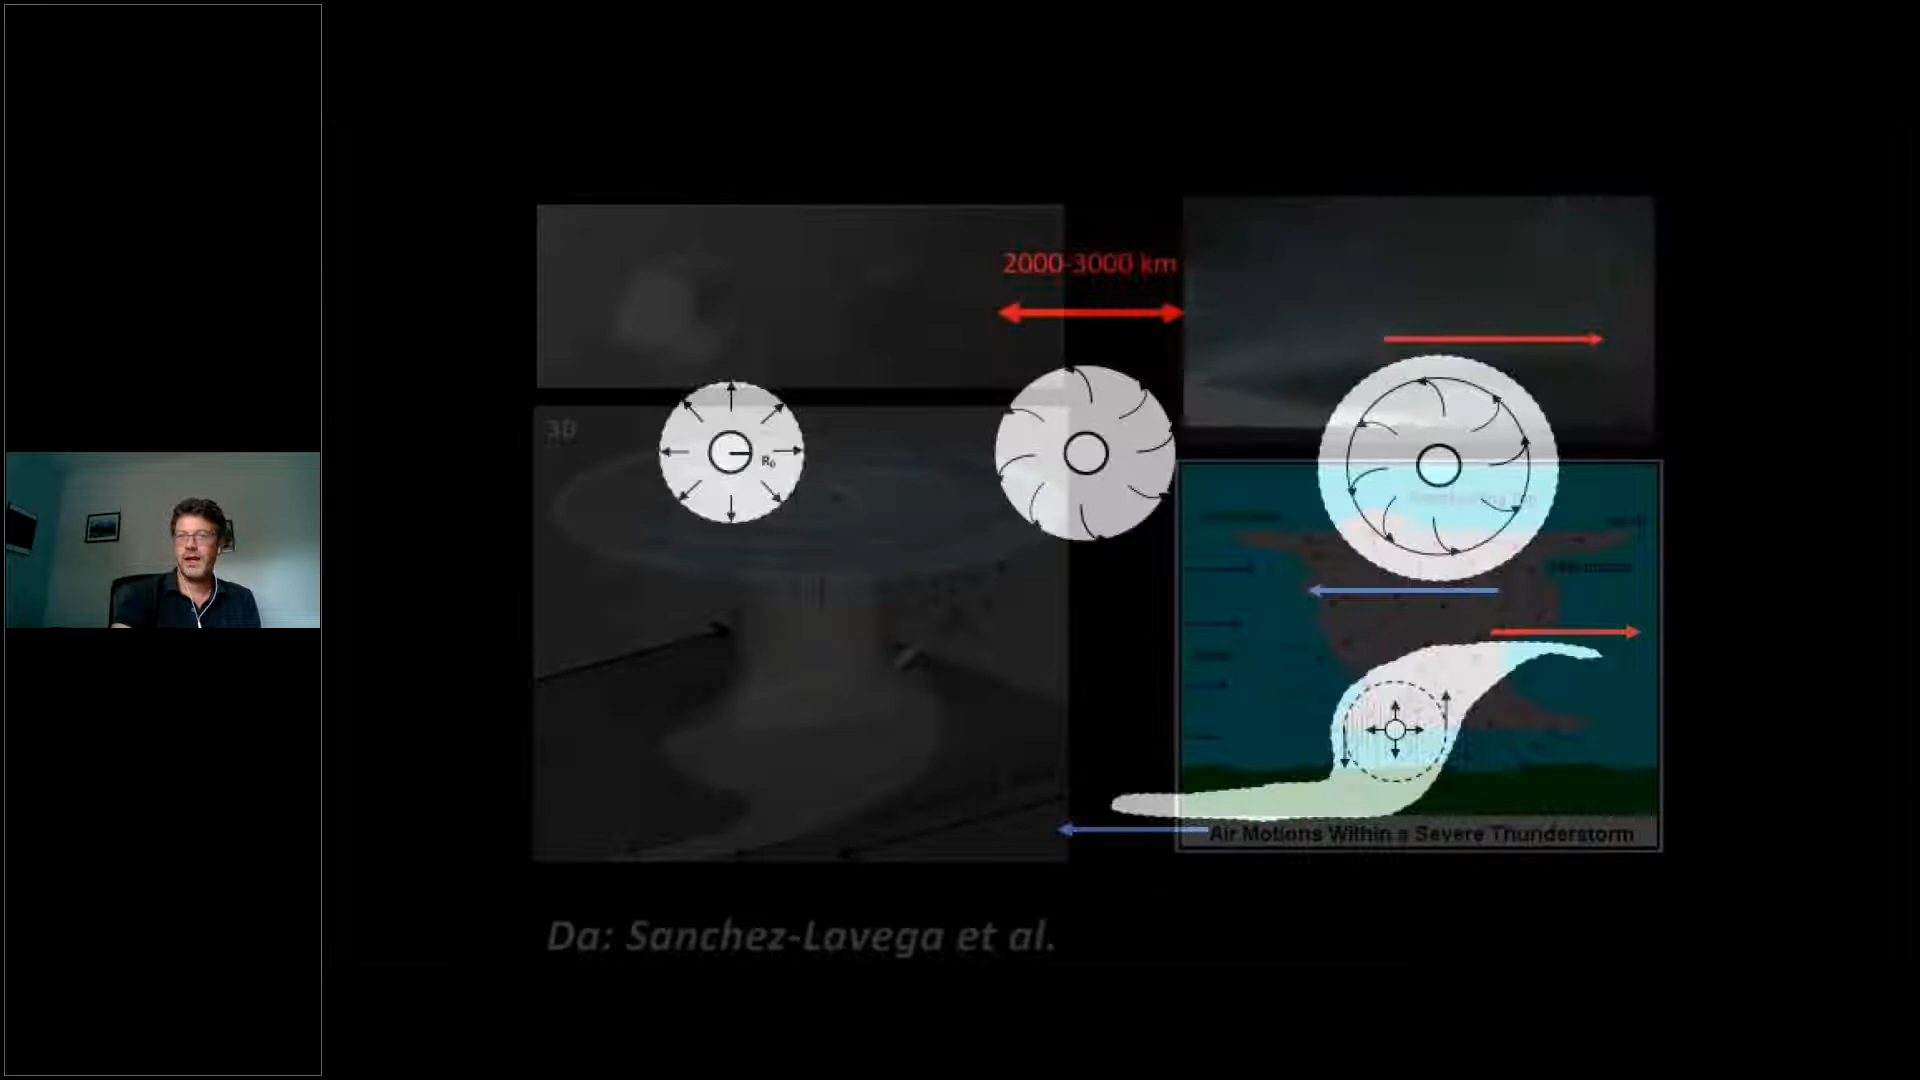 2000-3000 km
3D
R₀
Air Motions Within a Severe Thunderstorm
Da: Sanchez-Lavega et al.